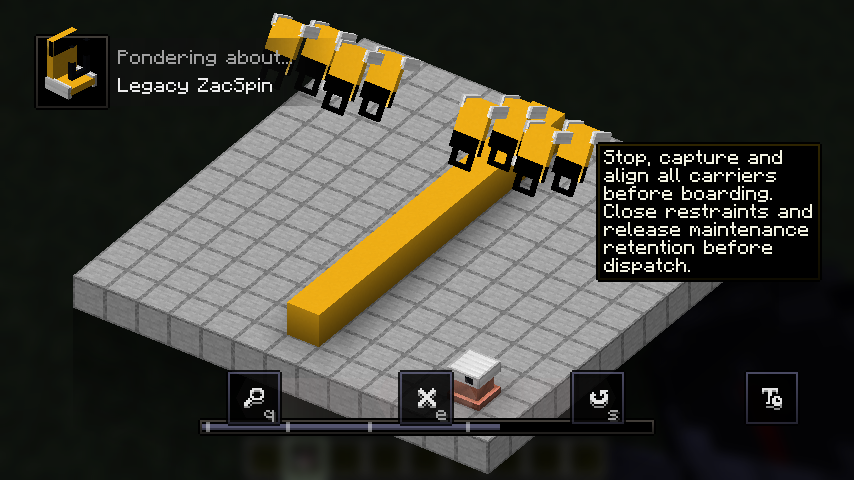 Pondering about...
Legacy ZacSpin
Stop, capture and
align all carriers
before boarding.
Close restraints and
release maintenance
retention before
dispatch.
q
e
s
T